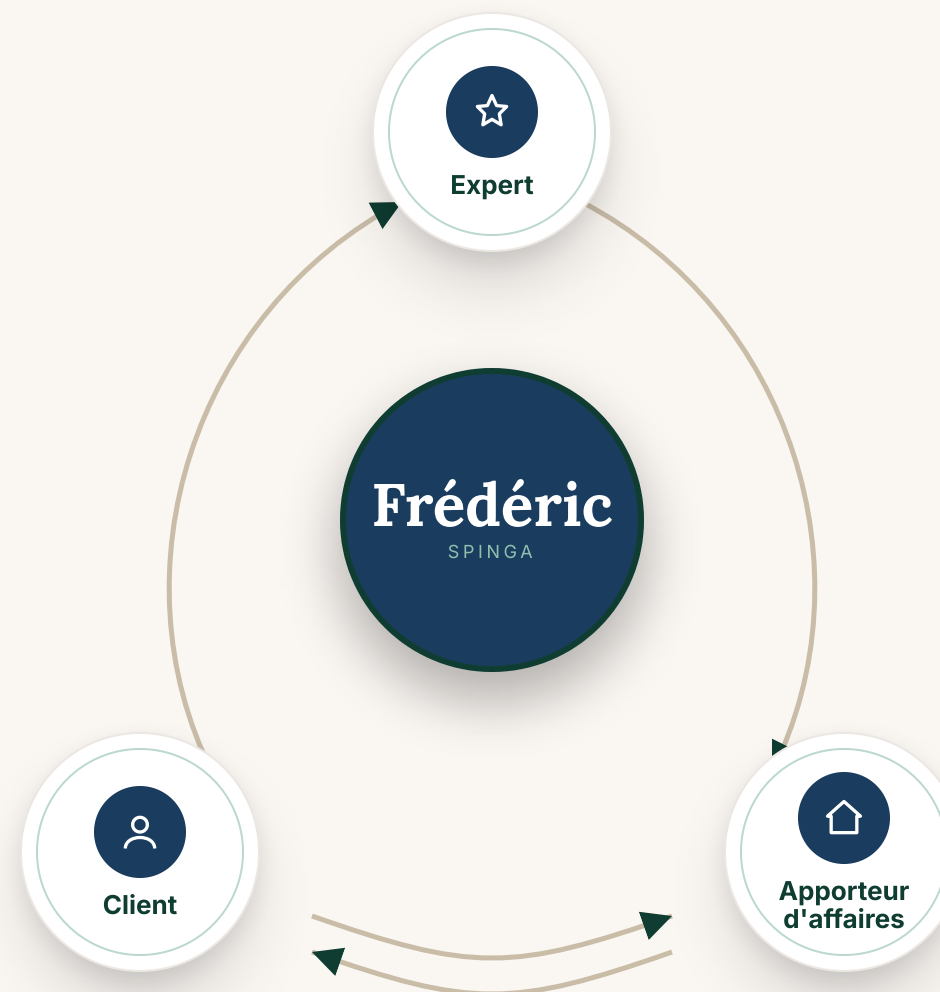 Expert
Frédéric
SPINGA
Client
Apporteur
d'affaires